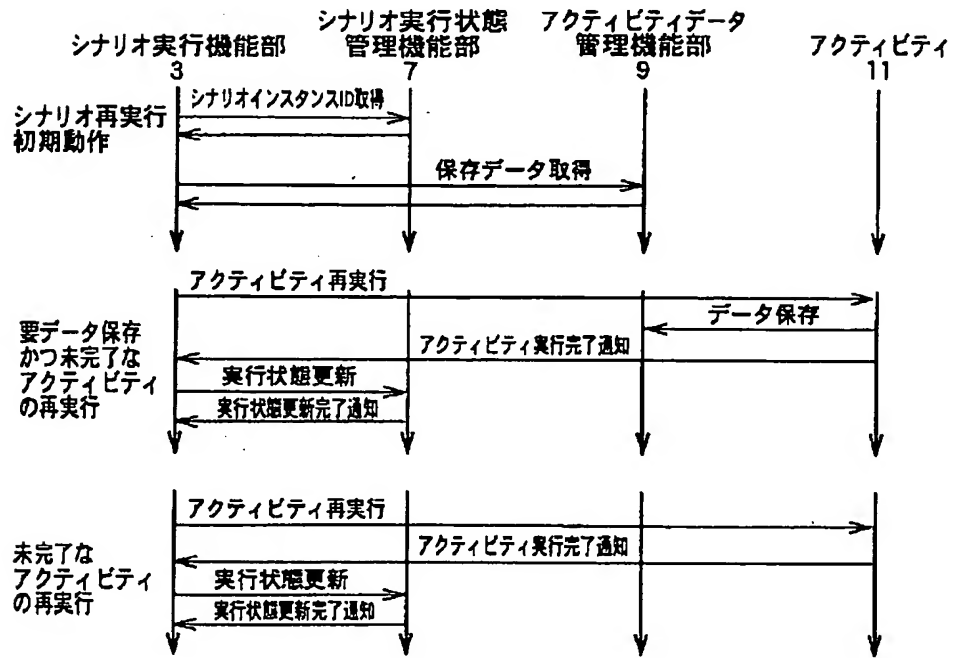 シナリオ実行機能部
3
シナリオ実行状態
管理機能部
7
アクティビティデータ
管理機能部
9
アクティビティ
11
シナリオ再実行
初期動作
シナリオインスタンスID取得
保存データ取得
要データ保存
かつ未完了な
アクティビティ
の再実行
アクティビティ再実行
データ保存
アクティビティ実行完了通知
実行状態更新
実行状態更新完了通知
未完了な
アクティビティ
の再実行
アクティビティ再実行
アクティビティ実行完了通知
実行状態更新
実行状態更新完了通知